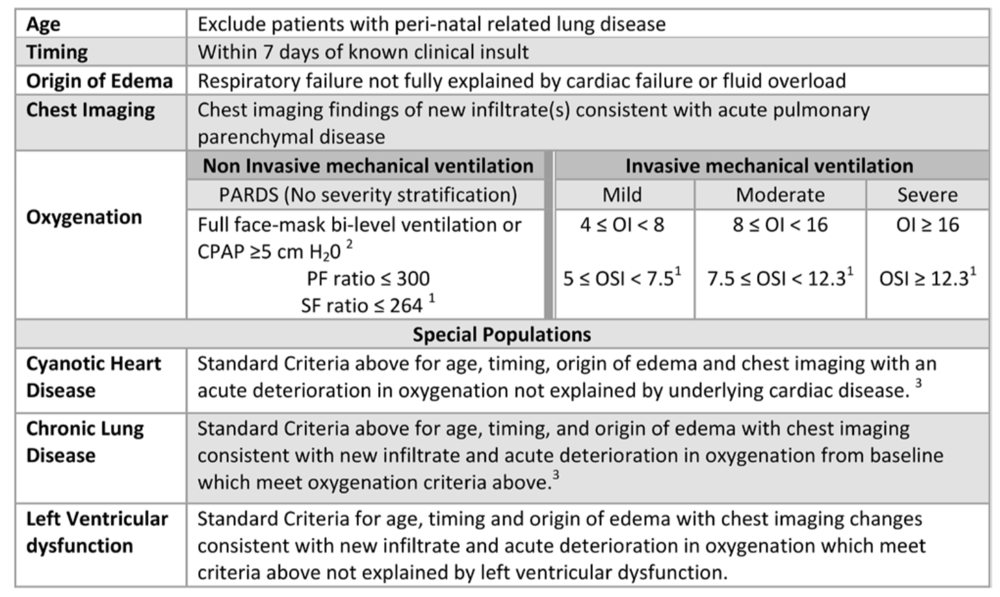 Age
Exclude patients with peri-natal related lung disease
Timing
Within 7 days of known clinical insult
Origin of Edema
Respiratory failure not fully explained by cardiac failure or fluid overload
Chest Imaging
Chest imaging findings of new infiltrate(s) consistent with acute pulmonary
parenchymal disease
Oxygenation
Non Invasive mechanical ventilation
Invasive mechanical ventilation
PARDS (No severity stratification)
Mild
Moderate
Severe
Full face-mask bi-level ventilation or
CPAP ≥5 cm H₂0 ²
PF ratio ≤ 300
SF ratio ≤ 264 ¹
4 ≤ OI < 8
8 ≤ OI < 16
OI ≥ 16
5 ≤ OSI < 7.5¹
7.5 ≤ OSI < 12.3¹
OSI ≥ 12.3¹
Special Populations
Cyanotic Heart
Disease
Standard Criteria above for age, timing, origin of edema and chest imaging with an
acute deterioration in oxygenation not explained by underlying cardiac disease. ³
Chronic Lung
Disease
Standard Criteria above for age, timing, and origin of edema with chest imaging
consistent with new infiltrate and acute deterioration in oxygenation from baseline
which meet oxygenation criteria above.³
Left Ventricular
dysfunction
Standard Criteria for age, timing and origin of edema with chest imaging changes
consistent with new infiltrate and acute deterioration in oxygenation which meet
criteria above not explained by left ventricular dysfunction.